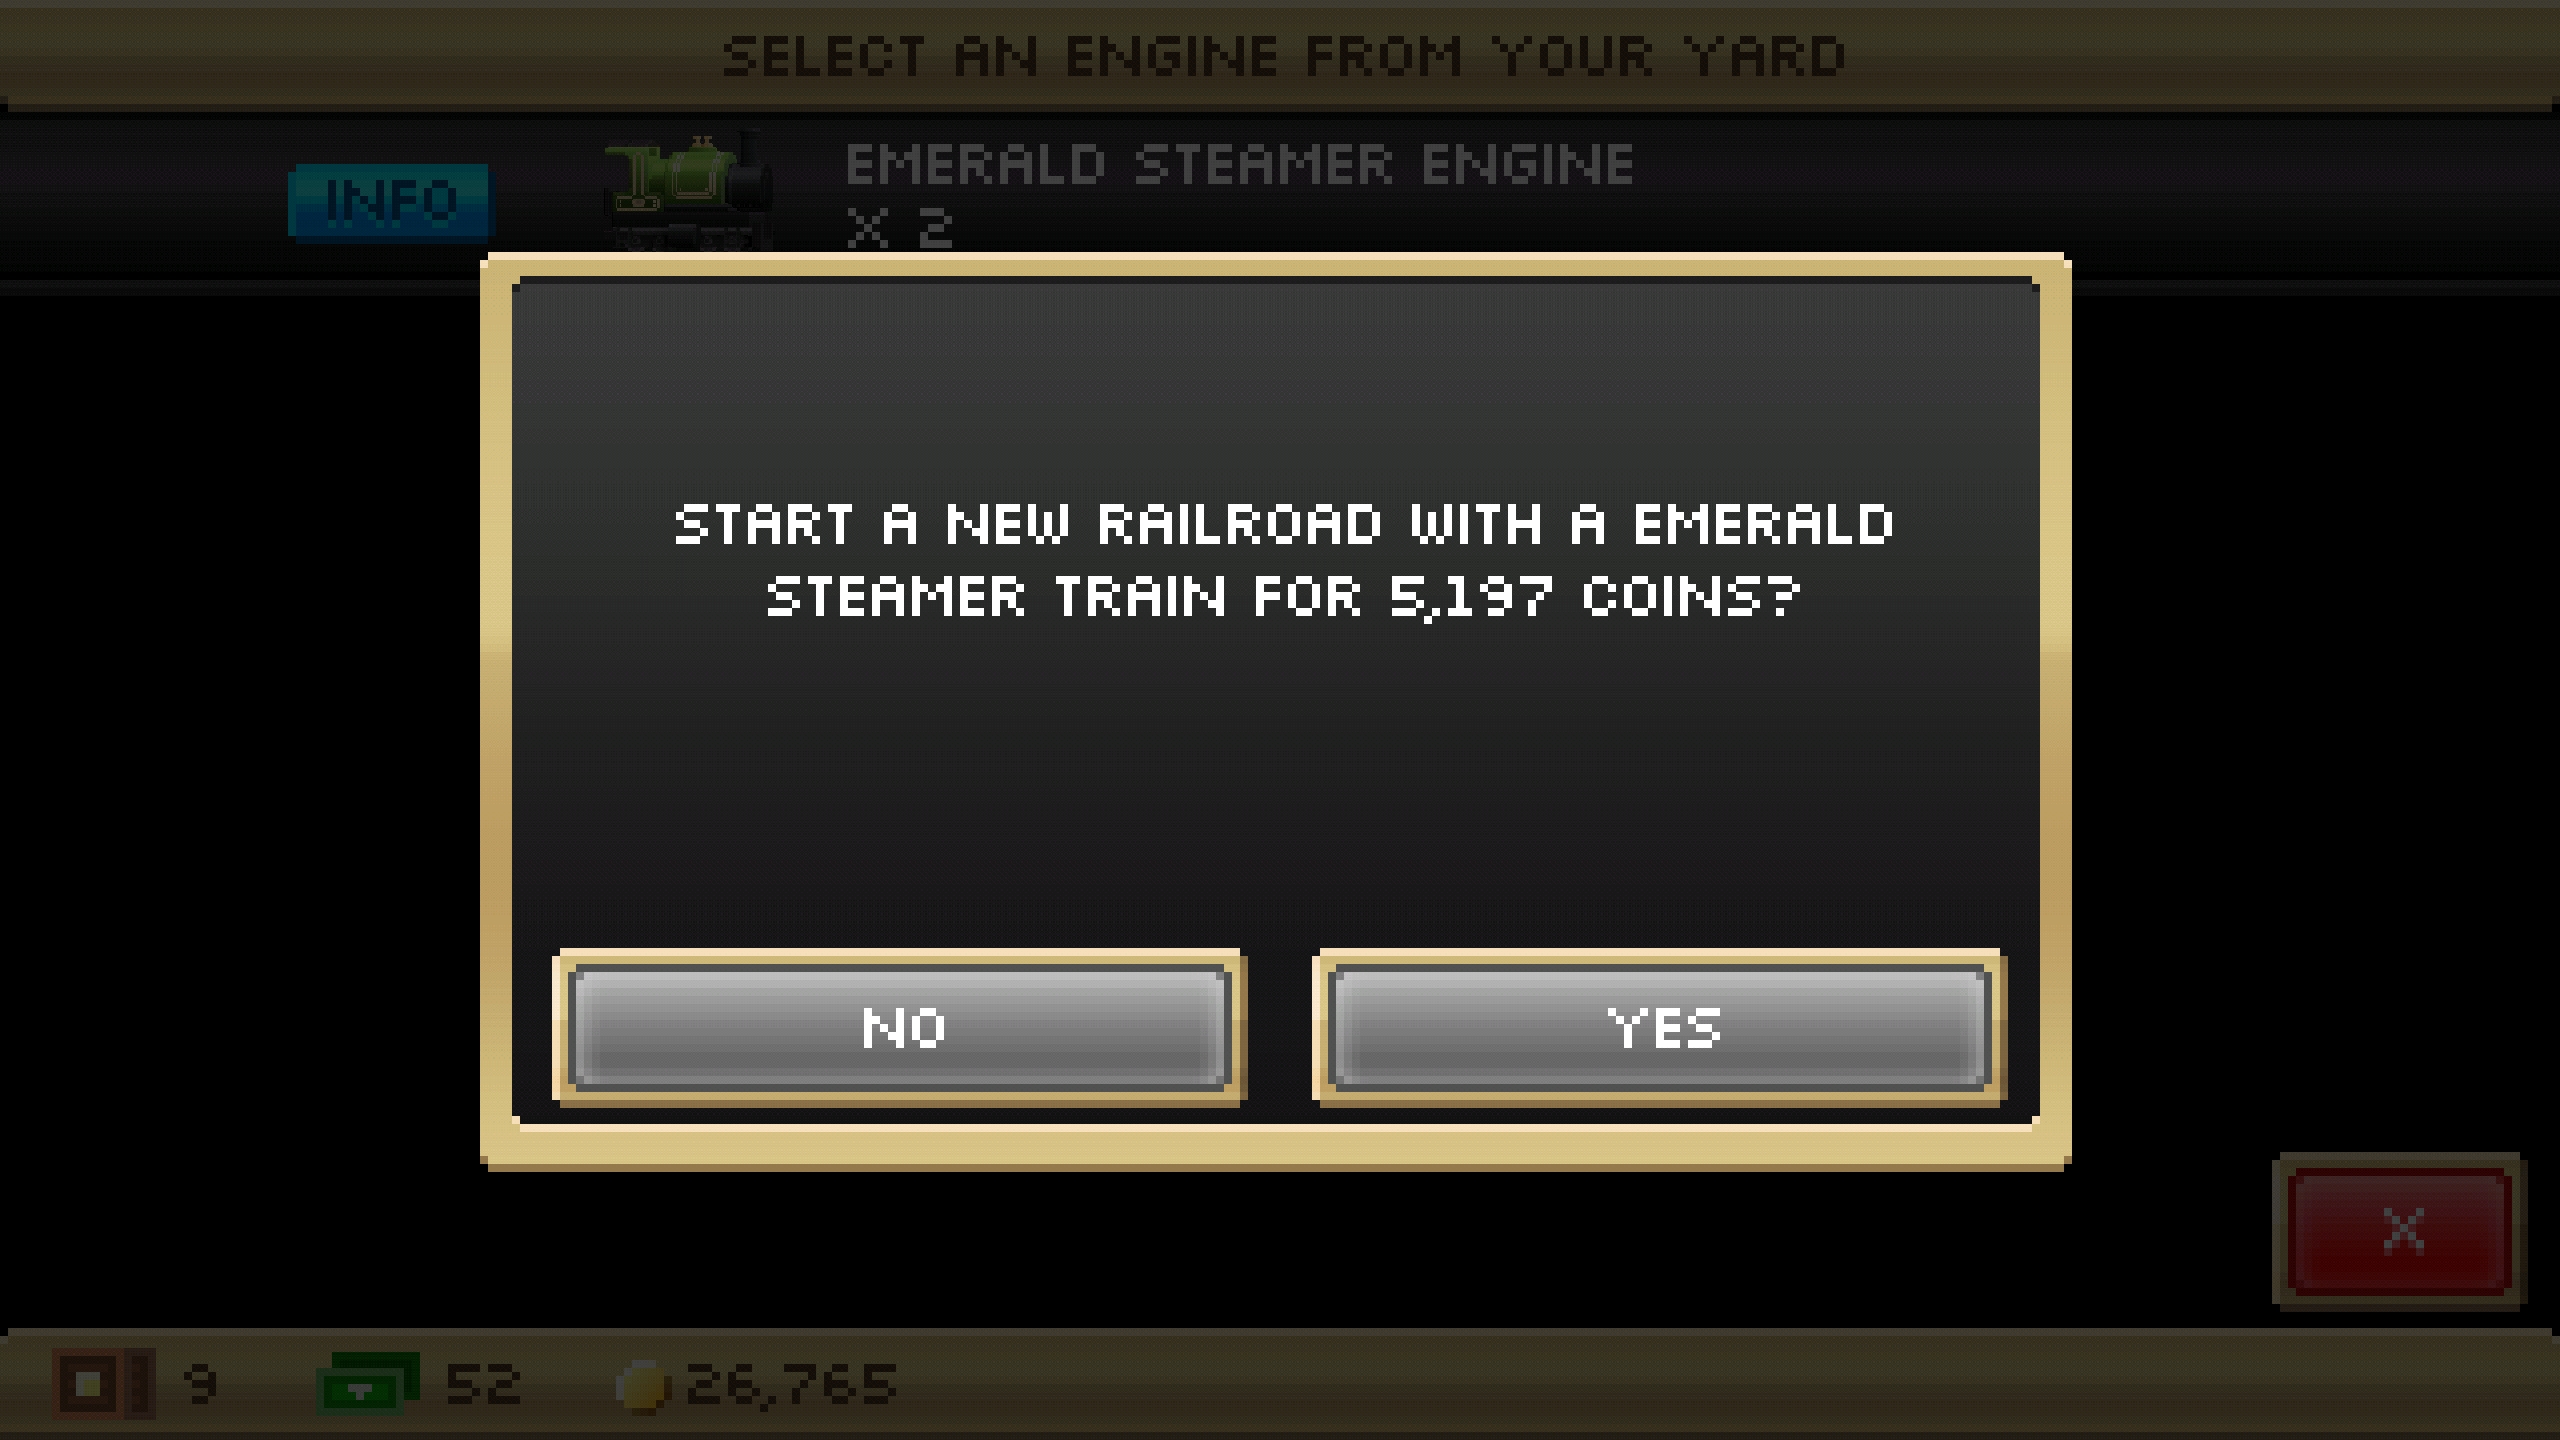 SELECT AN ENGINE FROM YOUR YARD
INFO
EMERALD STEAMER ENGINE
X 2
START A NEW RAILROAD WITH A EMERALD
STEAMER TRAIN FOR 5,197 COINS?
NO
YES
X
9
52
26,765